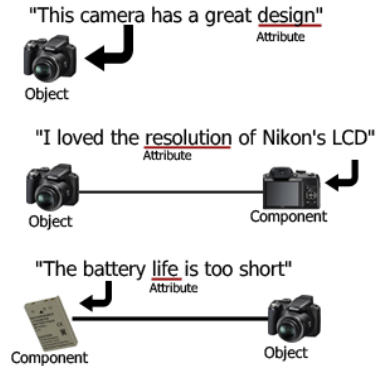 "This camera has a great design"
Attribute
Object
"I loved the resolution of Nikon's LCD"
Attribute
Object
Component
"The battery life is too short"
Attribute
Component
Object